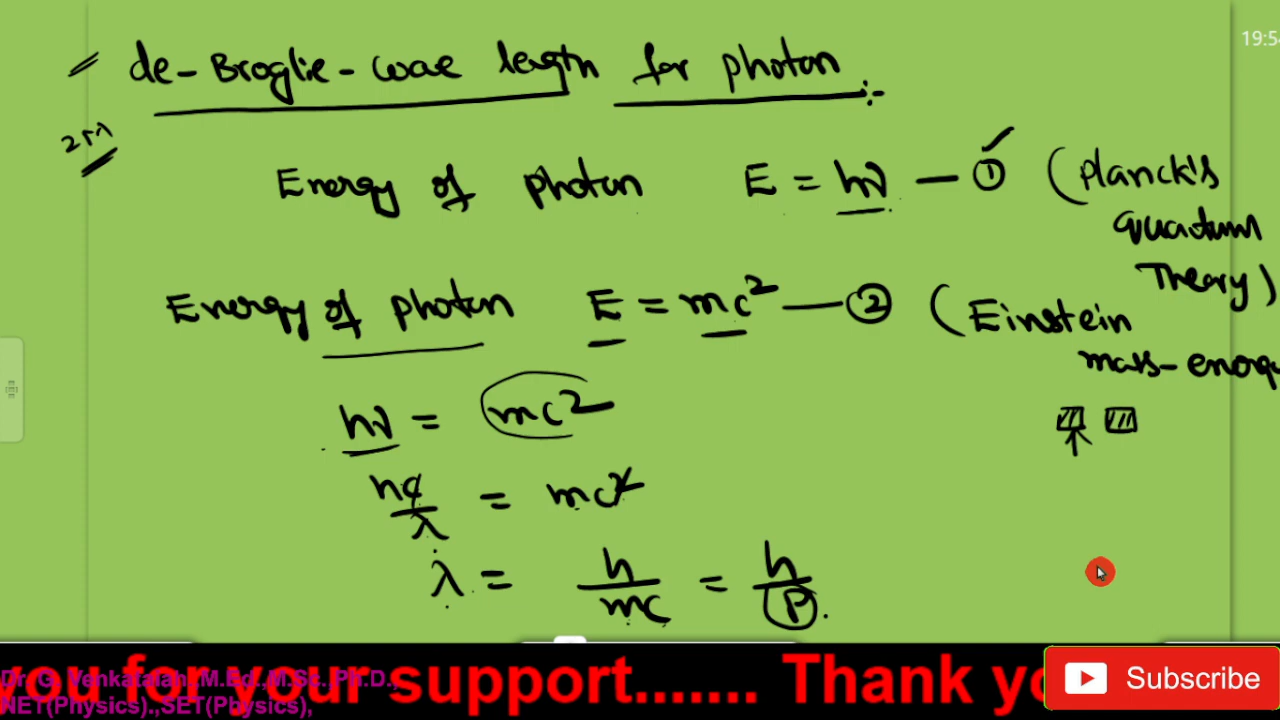 19:5
de-Broglie-wave length for photon :-
2M
Energy of photon E = hν — ① (Planck's
quantum
Theory)
Energy of photon E = mc² — ② (Einstein
mass-energy
hν = mc²
hc/λ = mc²
λ = h/mc = h/p.
you for your support....... Thank yo
Subscribe
Dr. G. Venkataiah, M.Ed., M.Sc., Ph.D.,
NET(Physics).,SET(Physics),